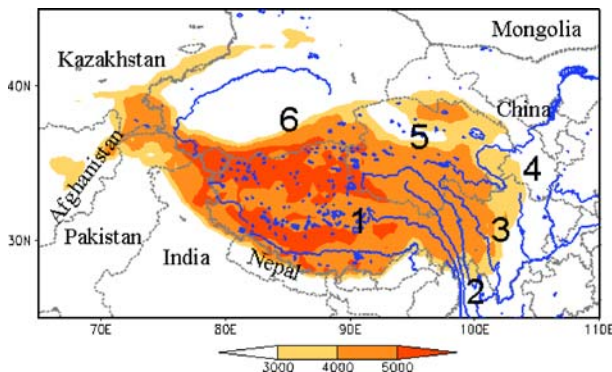 Mongolia
Kazakhstan
40N
6
China
5
4
Afghanistan
1
3
30N
Pakistan
India
Nepal
2
70E 80E 90E 100E 110E
3000 4000 5000